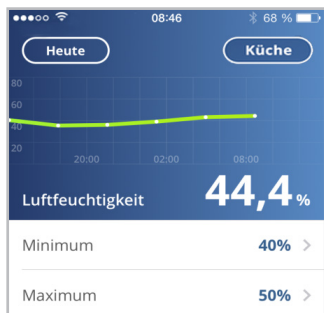 08:46 68 %
Heute Küche
80
60
40
20
20:00 02:00 08:00
Luftfeuchtigkeit 44,4 %
Minimum 40%
Maximum 50%